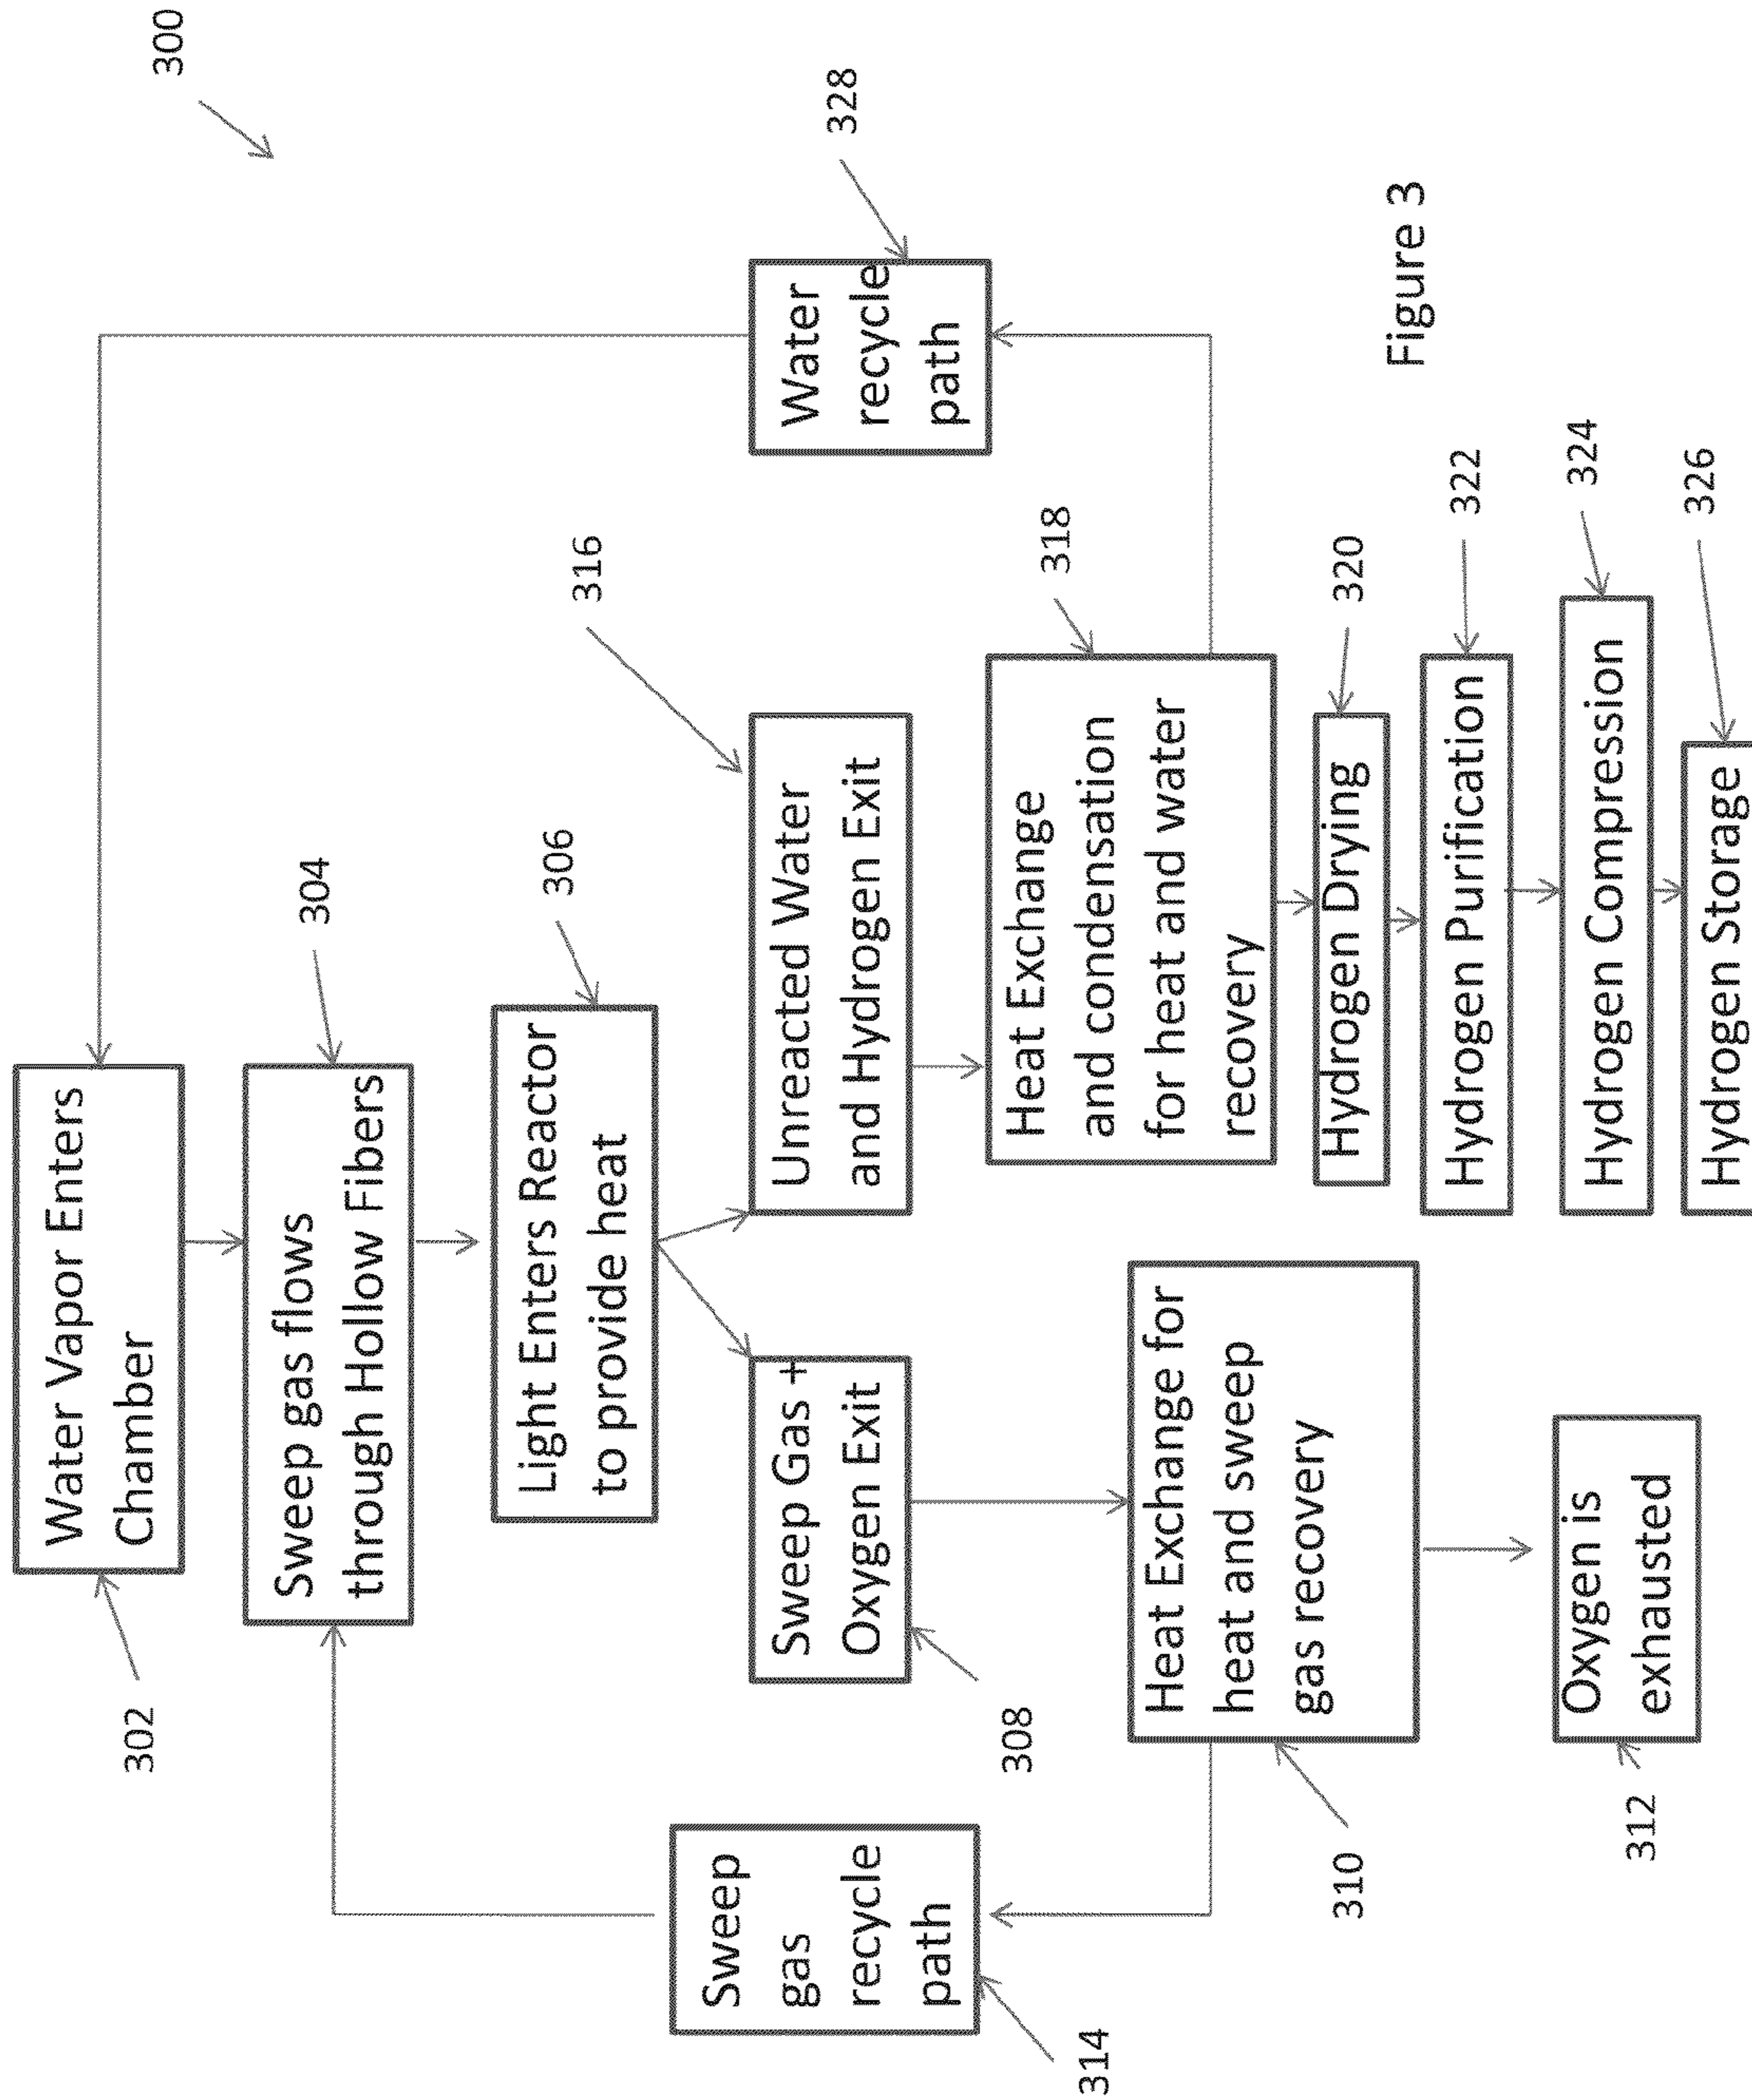 300
302
Water Vapor Enters
Chamber
Sweep gas flows
through Hollow Fibers
304
Light Enters Reactor
to provide heat
306
Sweep Gas +
Oxygen Exit
308
Heat Exchange for
heat and sweep
gas recovery
310
Oxygen is
exhausted
312
Sweep
gas
recycle
path
314
Unreacted Water
and Hydrogen Exit
316
Heat Exchange
and condensation
for heat and water
recovery
318
Hydrogen Drying
320
Hydrogen Purification
322
Hydrogen Compression
324
Hydrogen Storage
326
Water
recycle
path
328
Figure 3